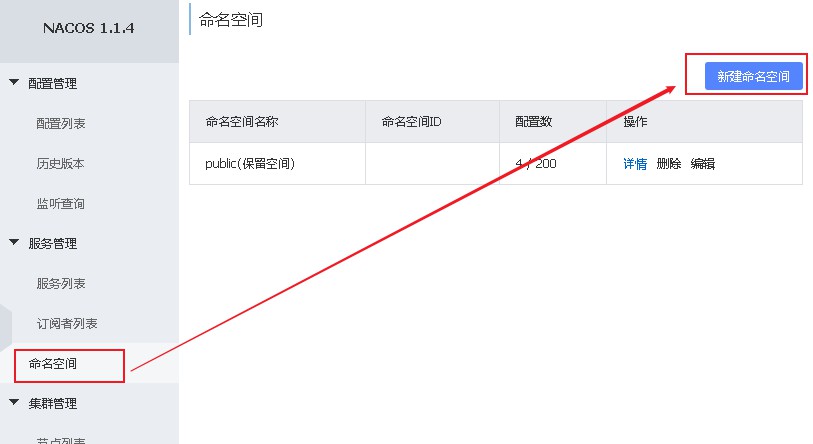 NACOS 1.1.4
配置管理
配置列表
历史版本
监听查询
服务管理
服务列表
订阅者列表
命名空间
集群管理
节点列表
命名空间
新建命名空间
命名空间名称 命名空间ID 配置数 操作
public(保留空间) 4 / 200 详情 删除 编辑